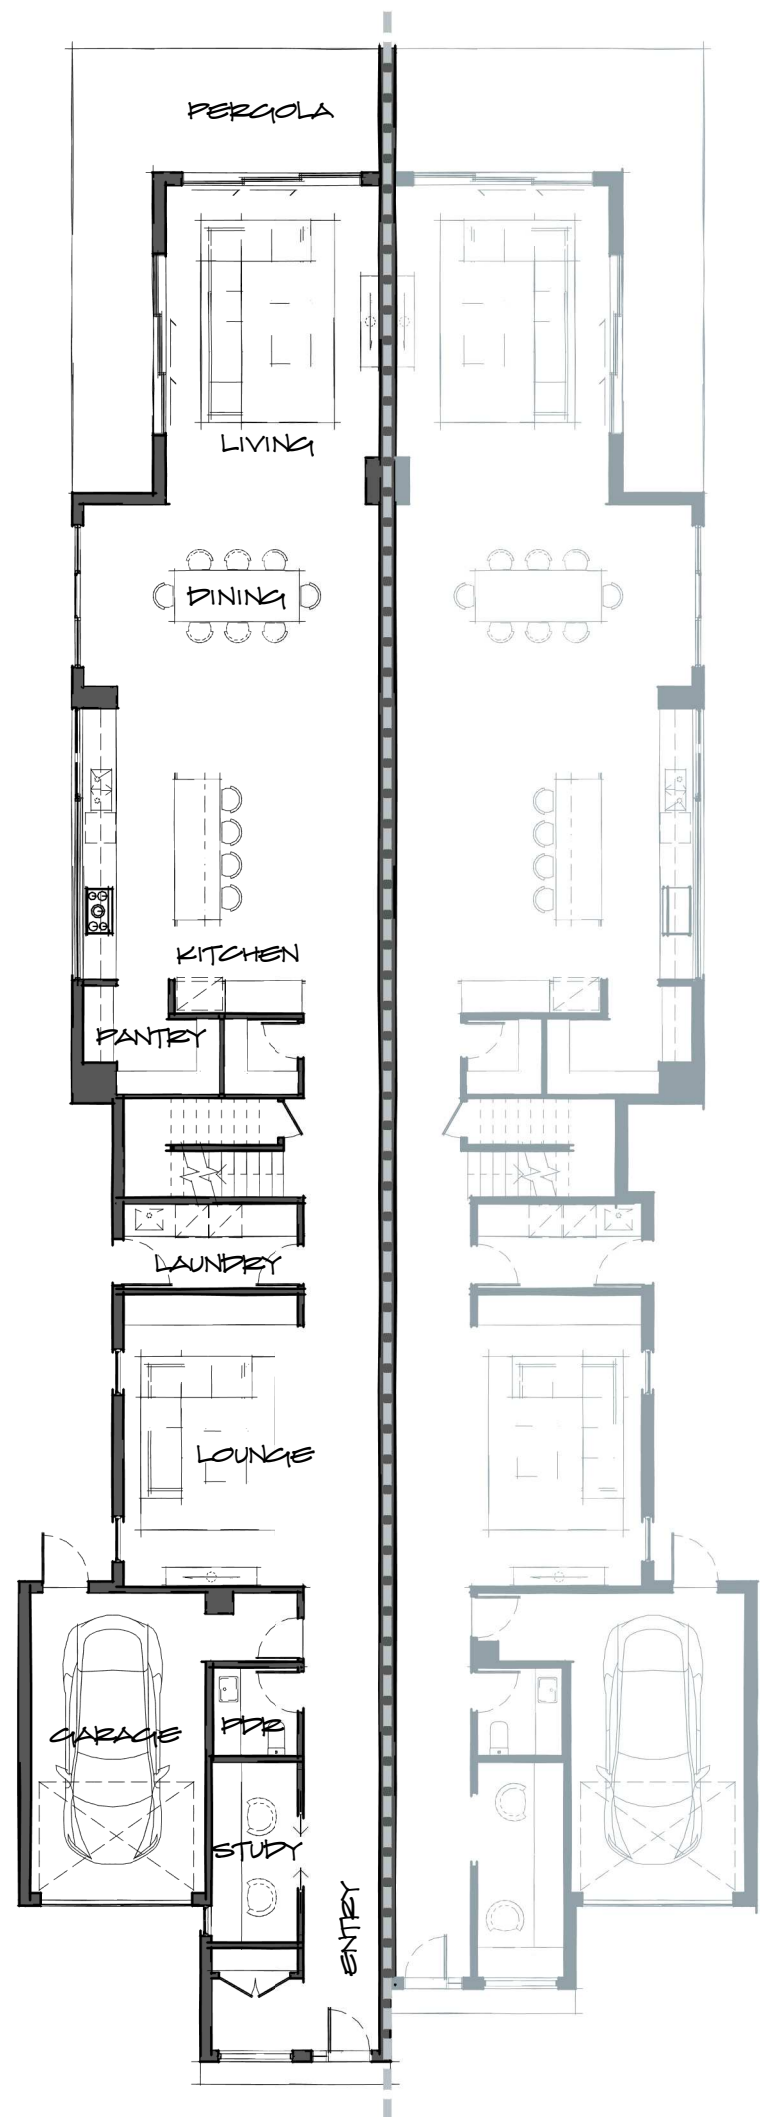 PERGOLA
LIVING
DINING
KITCHEN
PANTRY
LAUNDRY
LOUNGE
GARAGE
PDR
STUDY
ENTRY